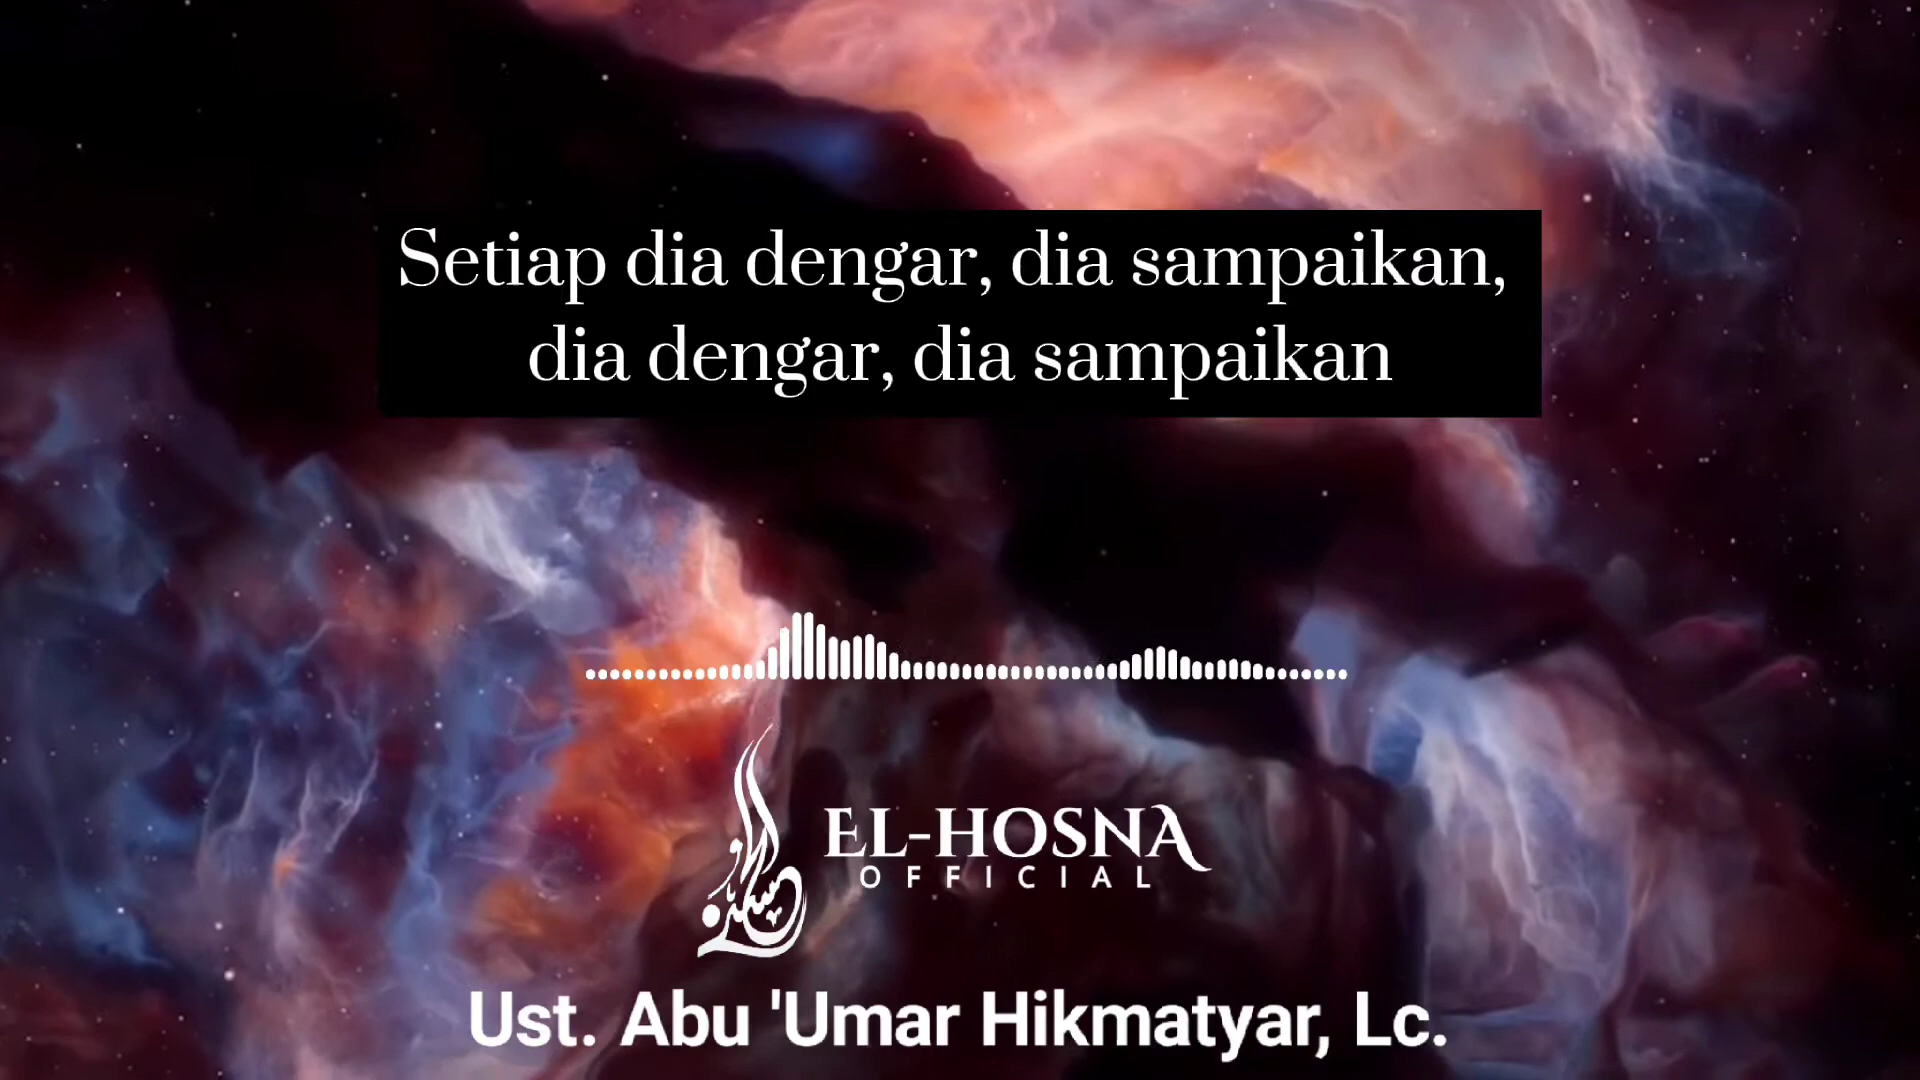 Setiap dia dengar, dia sampaikan,
dia dengar, dia sampaikan
EL-HOSNA
OFFICIAL
Ust. Abu 'Umar Hikmatyar, Lc.